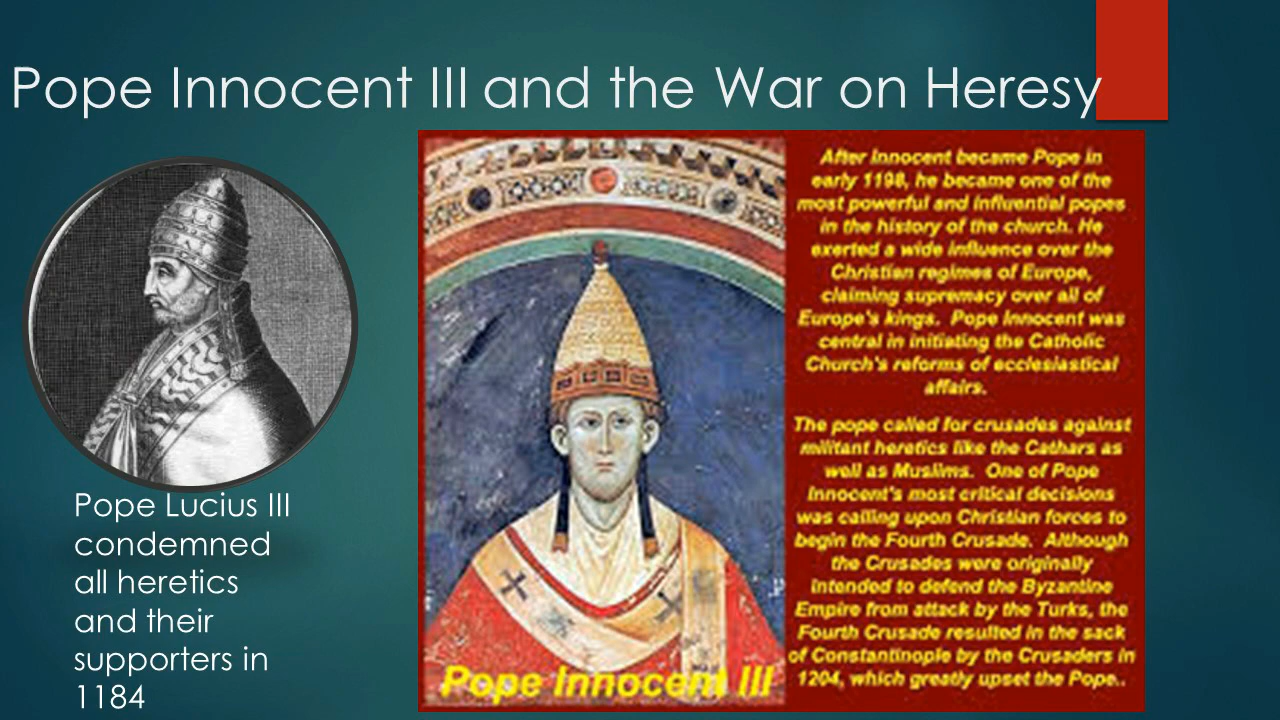 Pope Innocent III and the War on Heresy
Pope Lucius III
condemned
all heretics
and their
supporters in
1184
Pope Innocent III
After Innocent became Pope in
early 1198, he became one of the
most powerful and influential popes
in the history of the church. He
exerted a wide influence over the
Christian regimes of Europe,
claiming supremacy over all of
Europe's kings. Pope Innocent was
central in initiating the Catholic
Church's reforms of ecclesiastical
affairs.
The pope called for crusades against
militant heretics like the Cathars as
well as Muslims. One of Pope
Innocent's most critical decisions
was calling upon Christian forces to
begin the Fourth Crusade. Although
the Crusades were originally
intended to defend the Byzantine
Empire from attack by the Turks, the
Fourth Crusade resulted in the sack
of Constantinople by the Crusaders in
1204, which greatly upset the Pope..